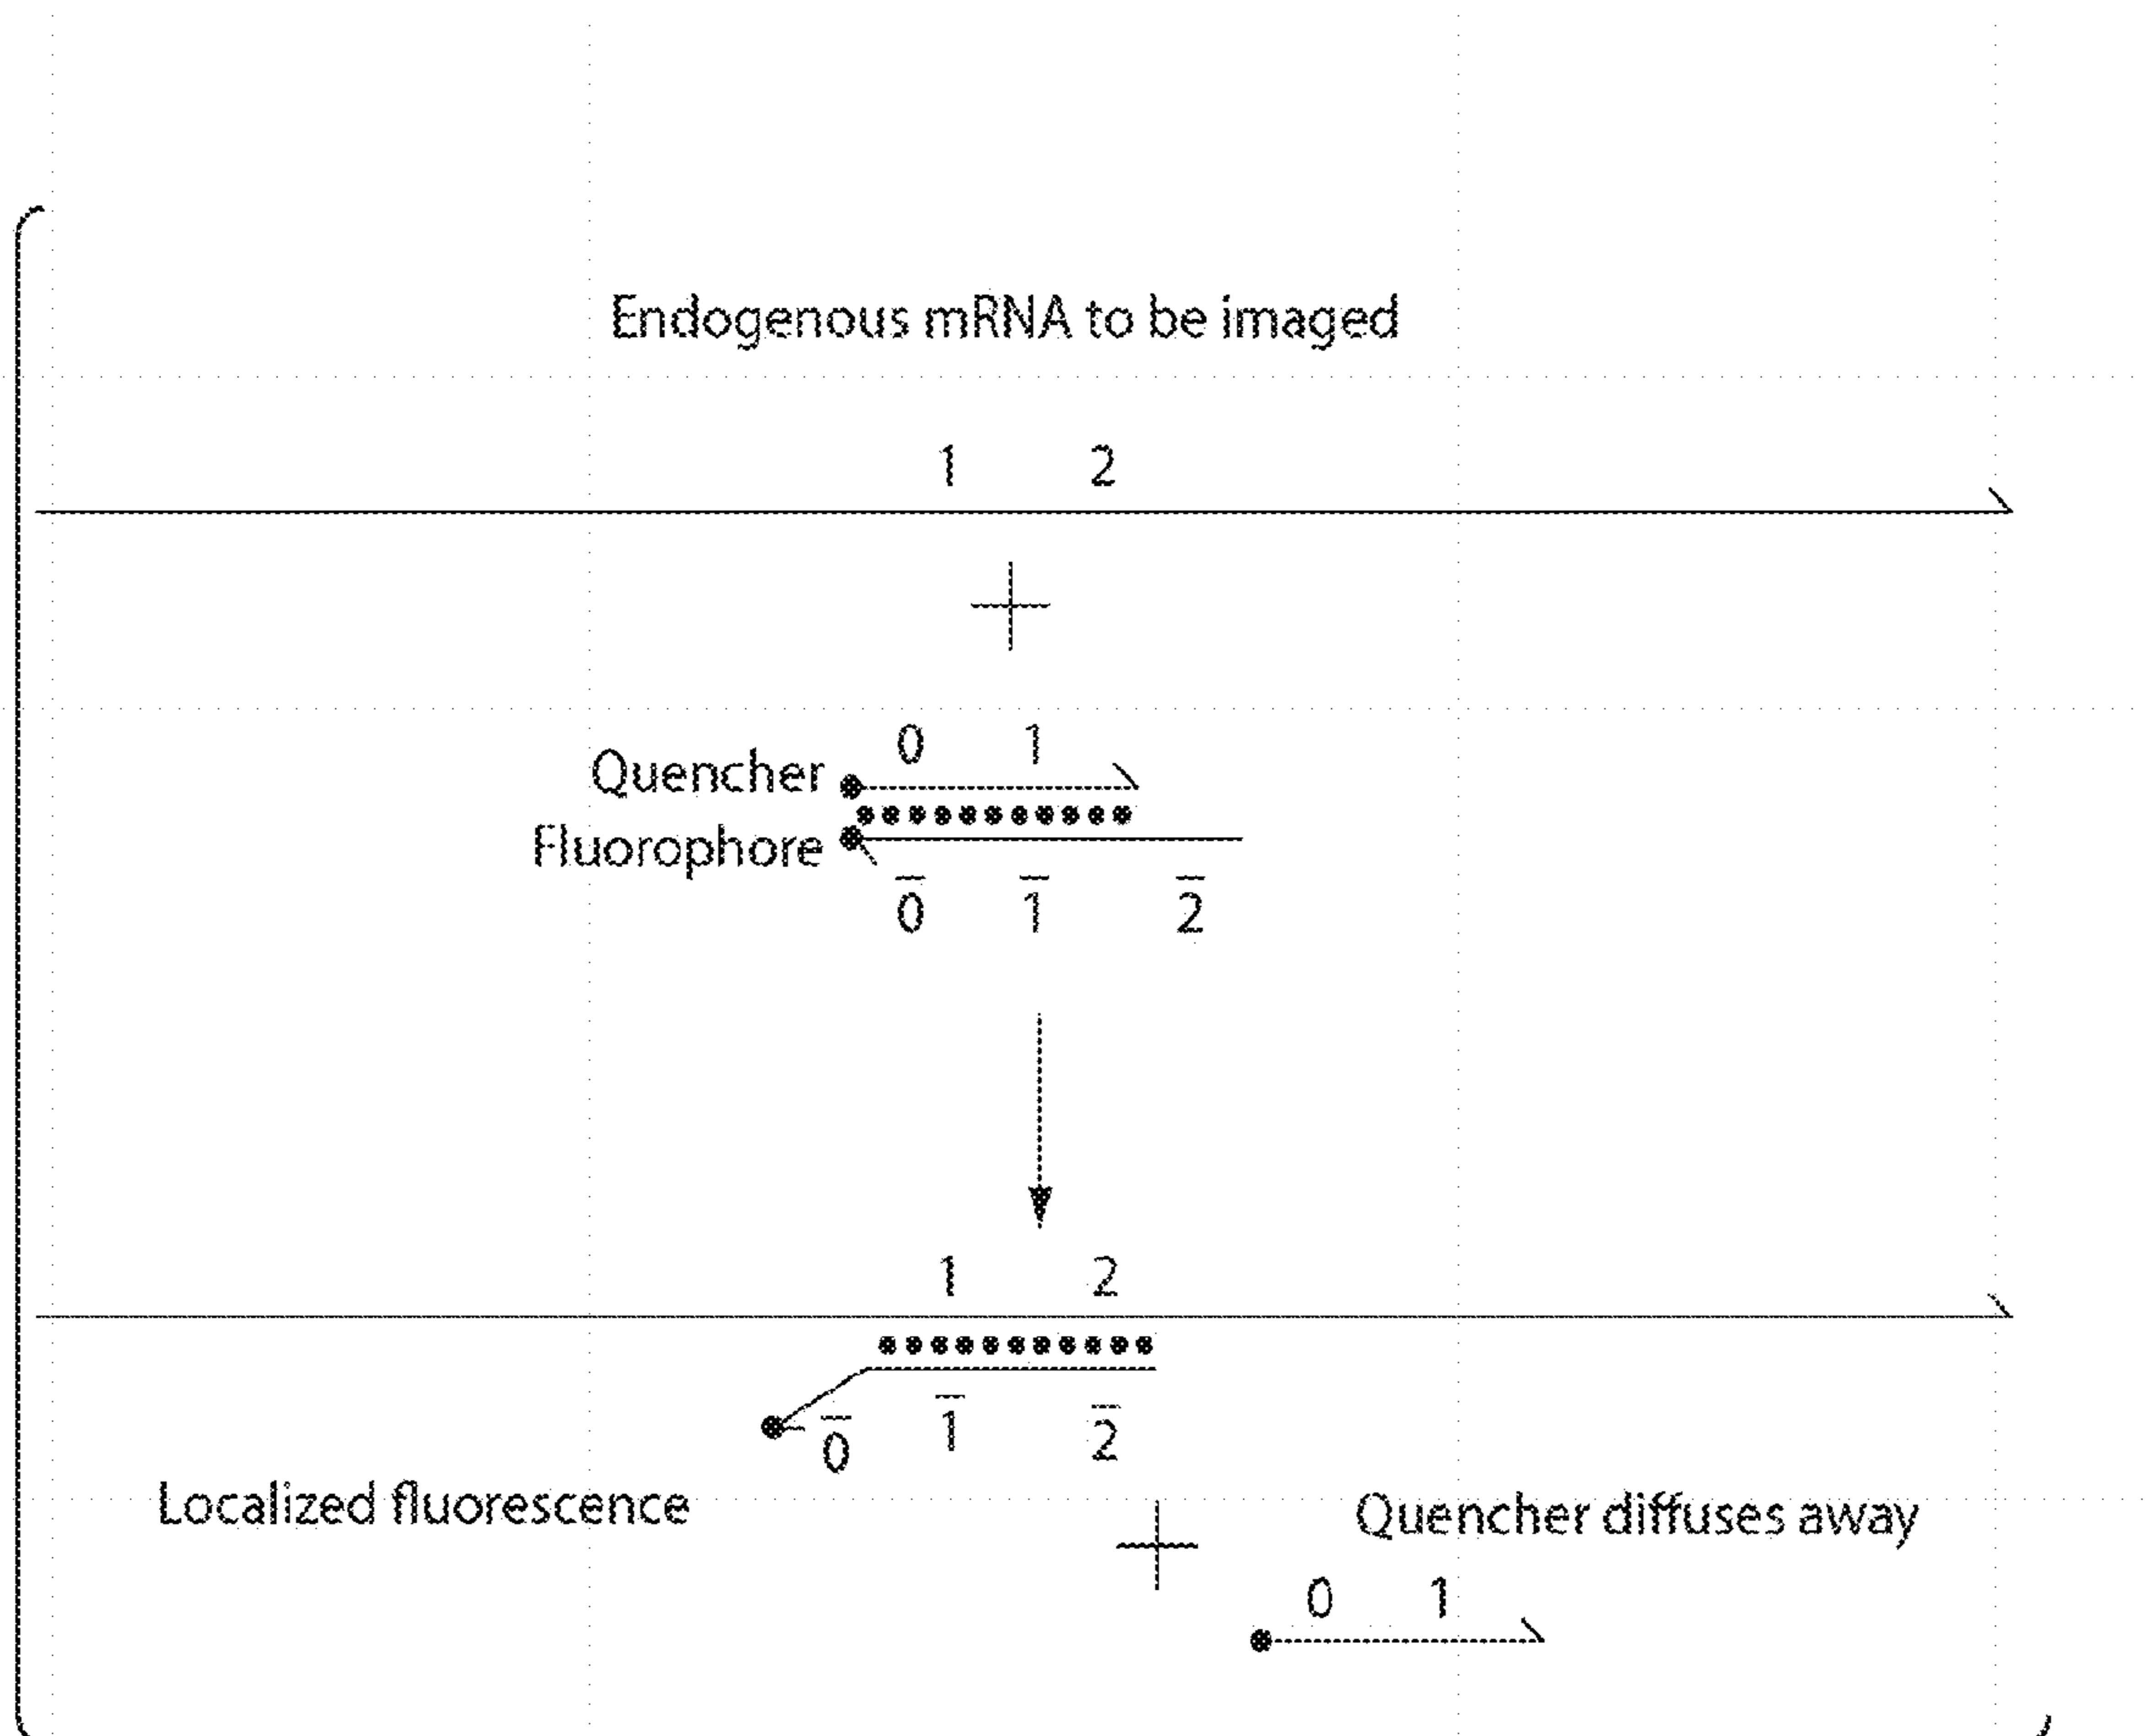 Endogenous mRNA to be imaged
1 2
0 1
Quencher
Fluorophore
0̅ 1̅ 2̅
1 2
0̅ 1̅ 2̅
Localized fluorescence
Quencher diffuses away
0 1